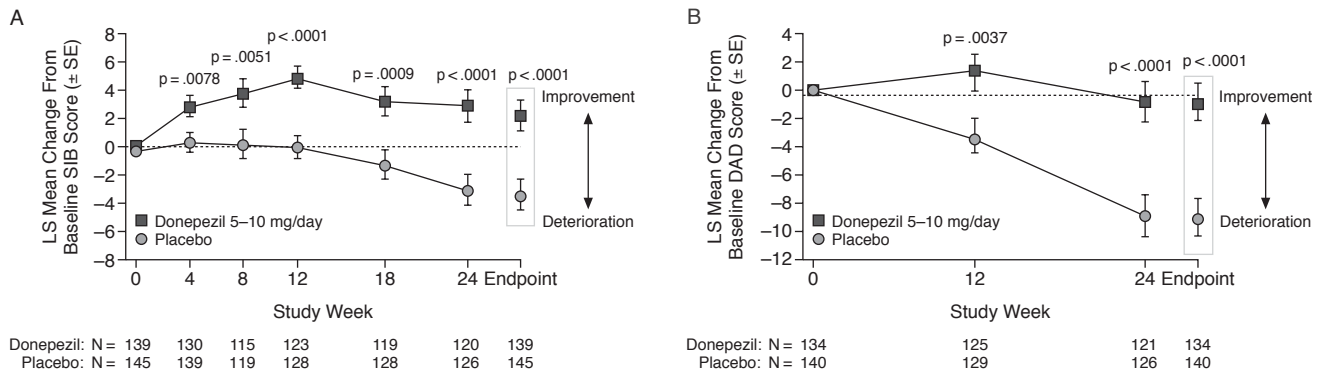 A
LS Mean Change From
Baseline SIB Score (± SE)
8
6
4
2
0
−2
−4
−6
−8
p = .0078
p = .0051
p < .0001
p = .0009
p < .0001
p < .0001
Improvement
Deterioration
Donepezil 5–10 mg/day
Placebo
0 4 8 12 18 24 Endpoint
Study Week
Donepezil: N = 139 130 115 123 119 120 139
Placebo: N = 145 139 119 128 128 126 145
B
LS Mean Change From
Baseline DAD Score (± SE)
4
2
0
−2
−4
−6
−8
−10
−12
p = .0037
p < .0001
p < .0001
Improvement
Deterioration
Donepezil 5–10 mg/day
Placebo
0 12 24 Endpoint
Study Week
Donepezil: N = 134 125 121 134
Placebo: N = 140 129 126 140